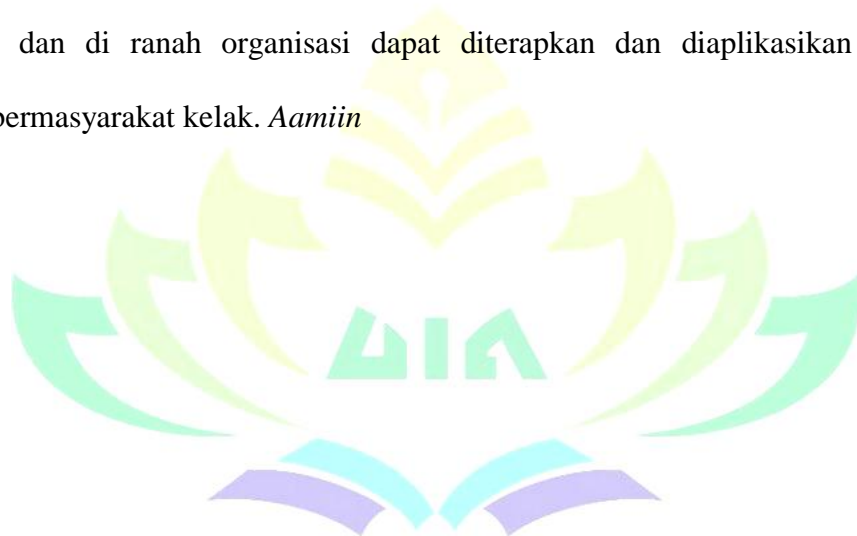 dan di ranah organisasi dapat diterapkan dan diaplikasikan
bermasyarakat kelak. Aamiin